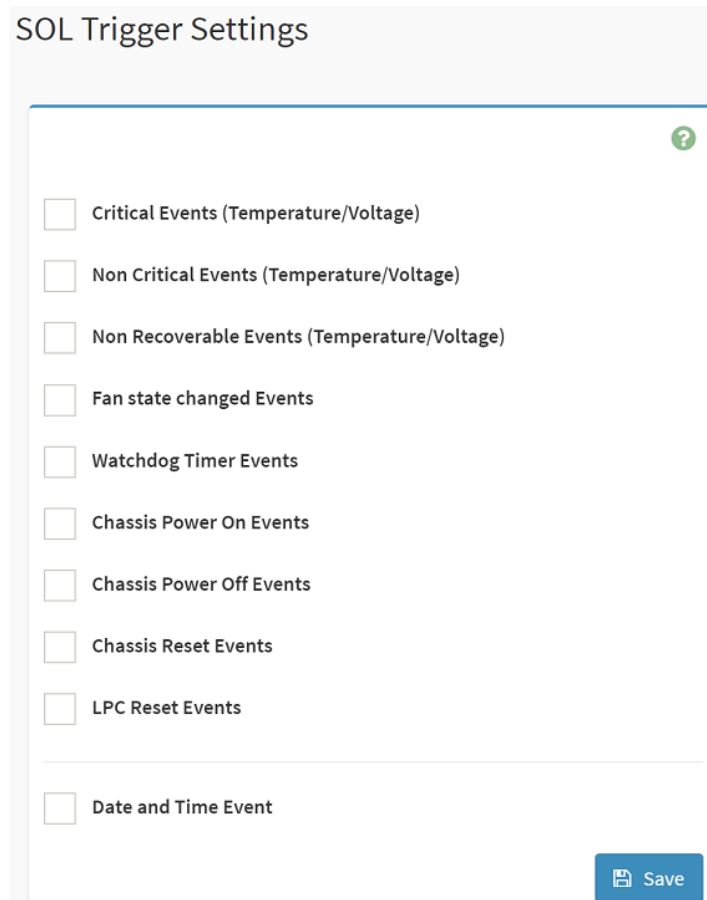 SOL Trigger Settings
?
Critical Events (Temperature/Voltage)
Non Critical Events (Temperature/Voltage)
Non Recoverable Events (Temperature/Voltage)
Fan state changed Events
Watchdog Timer Events
Chassis Power On Events
Chassis Power Off Events
Chassis Reset Events
LPC Reset Events
Date and Time Event
Save